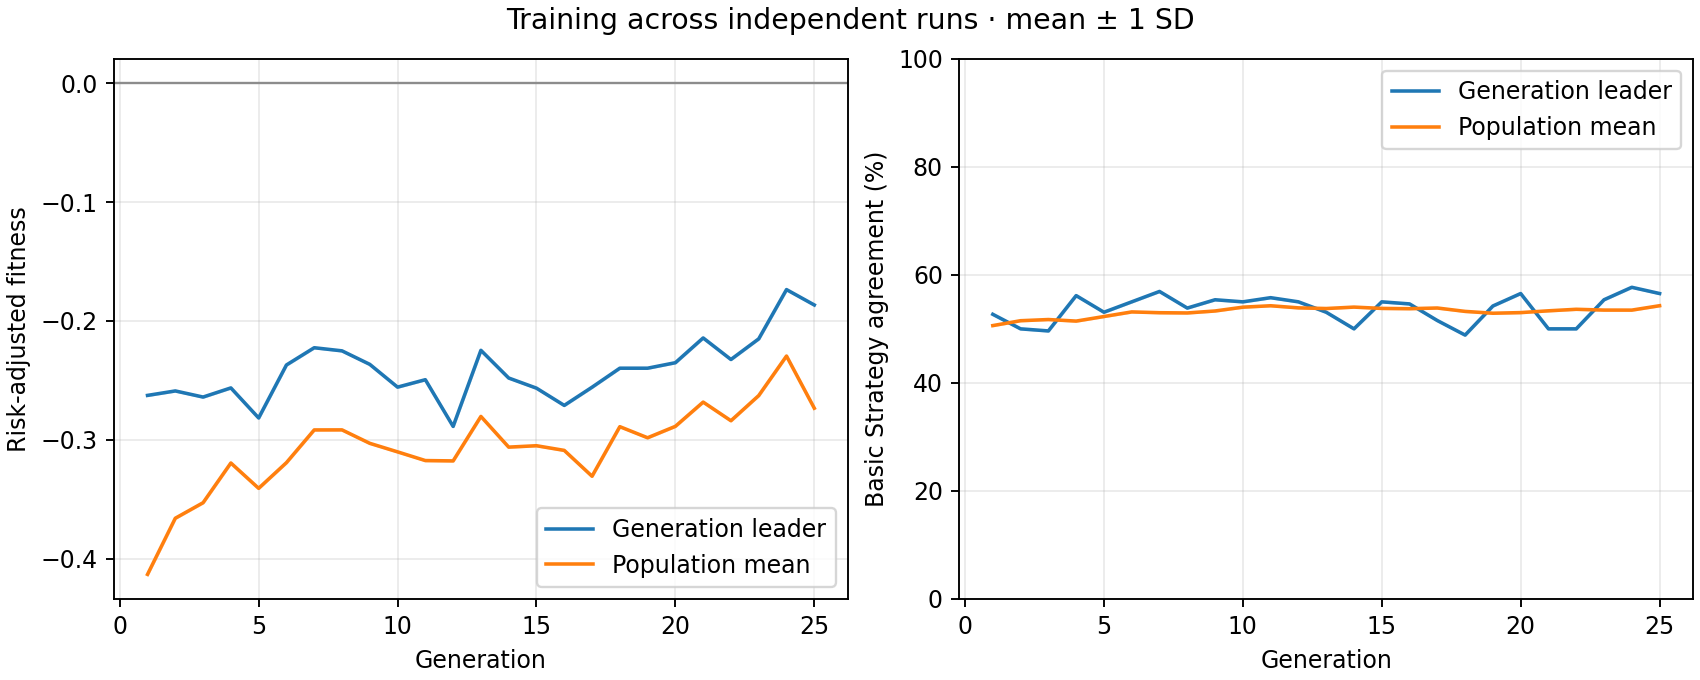 Training across independent runs · mean ± 1 SD
Risk-adjusted fitness
0.0
−0.1
−0.2
−0.3
−0.4
Generation leader
Population mean
0 5 10 15 20 25
Generation
Basic Strategy agreement (%)
100
80
60
40
20
0
Generation leader
Population mean
0 5 10 15 20 25
Generation